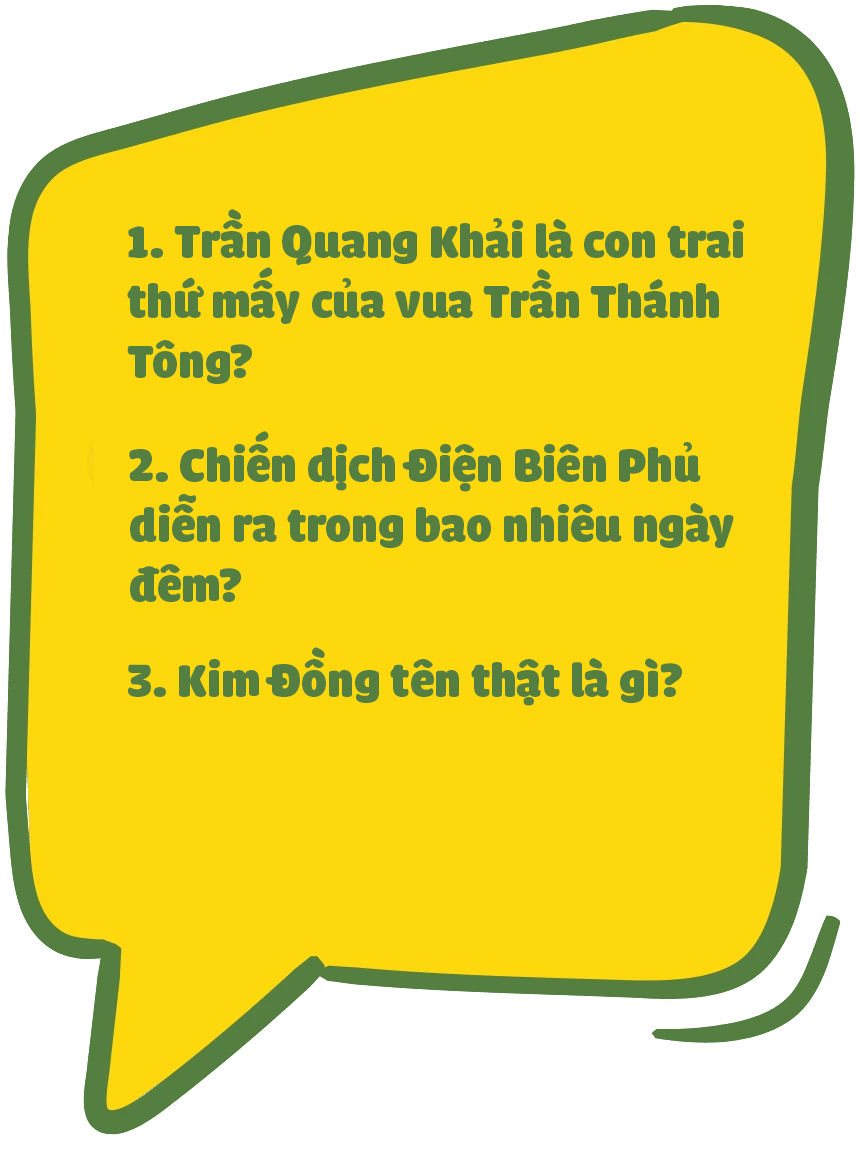 1. Trần Quang Khải là con trai
thứ mấy của vua Trần Thánh
Tông?
2. Chiến dịch Điện Biên Phủ
diễn ra trong bao nhiêu ngày
đêm?
3. Kim Đồng tên thật là gì?